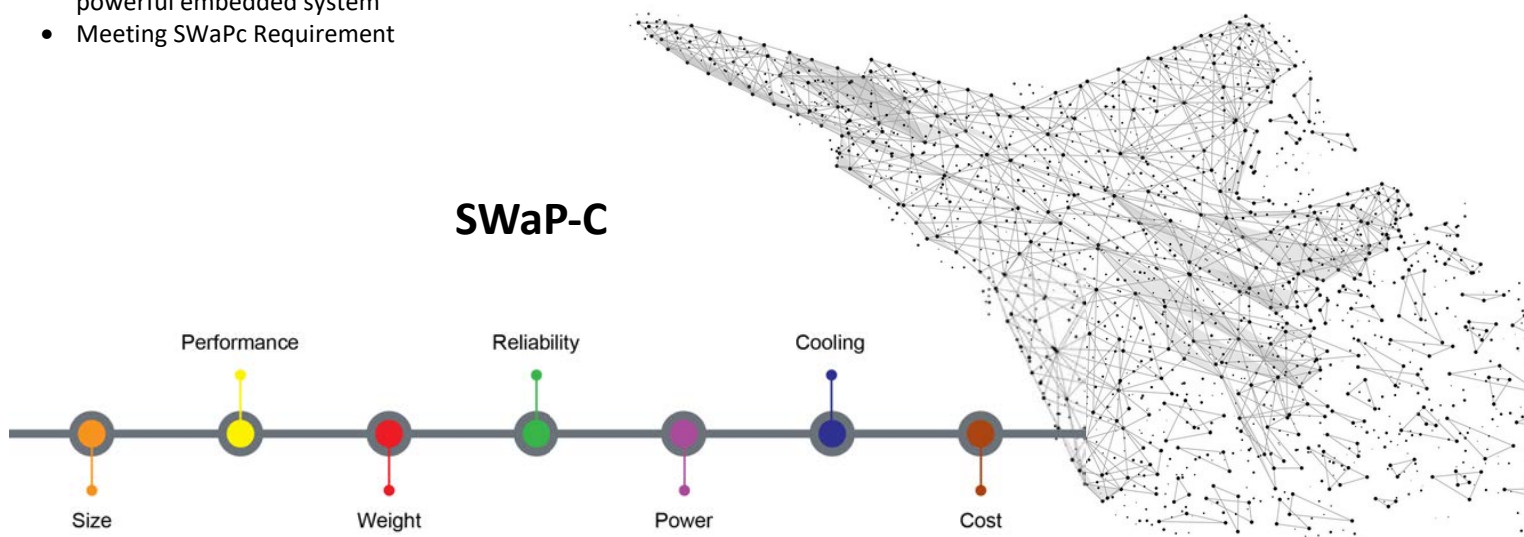 powerful embedded system
• Meeting SWaPc Requirement
SWaP-C
Performance
Reliability
Cooling
Size
Weight
Power
Cost